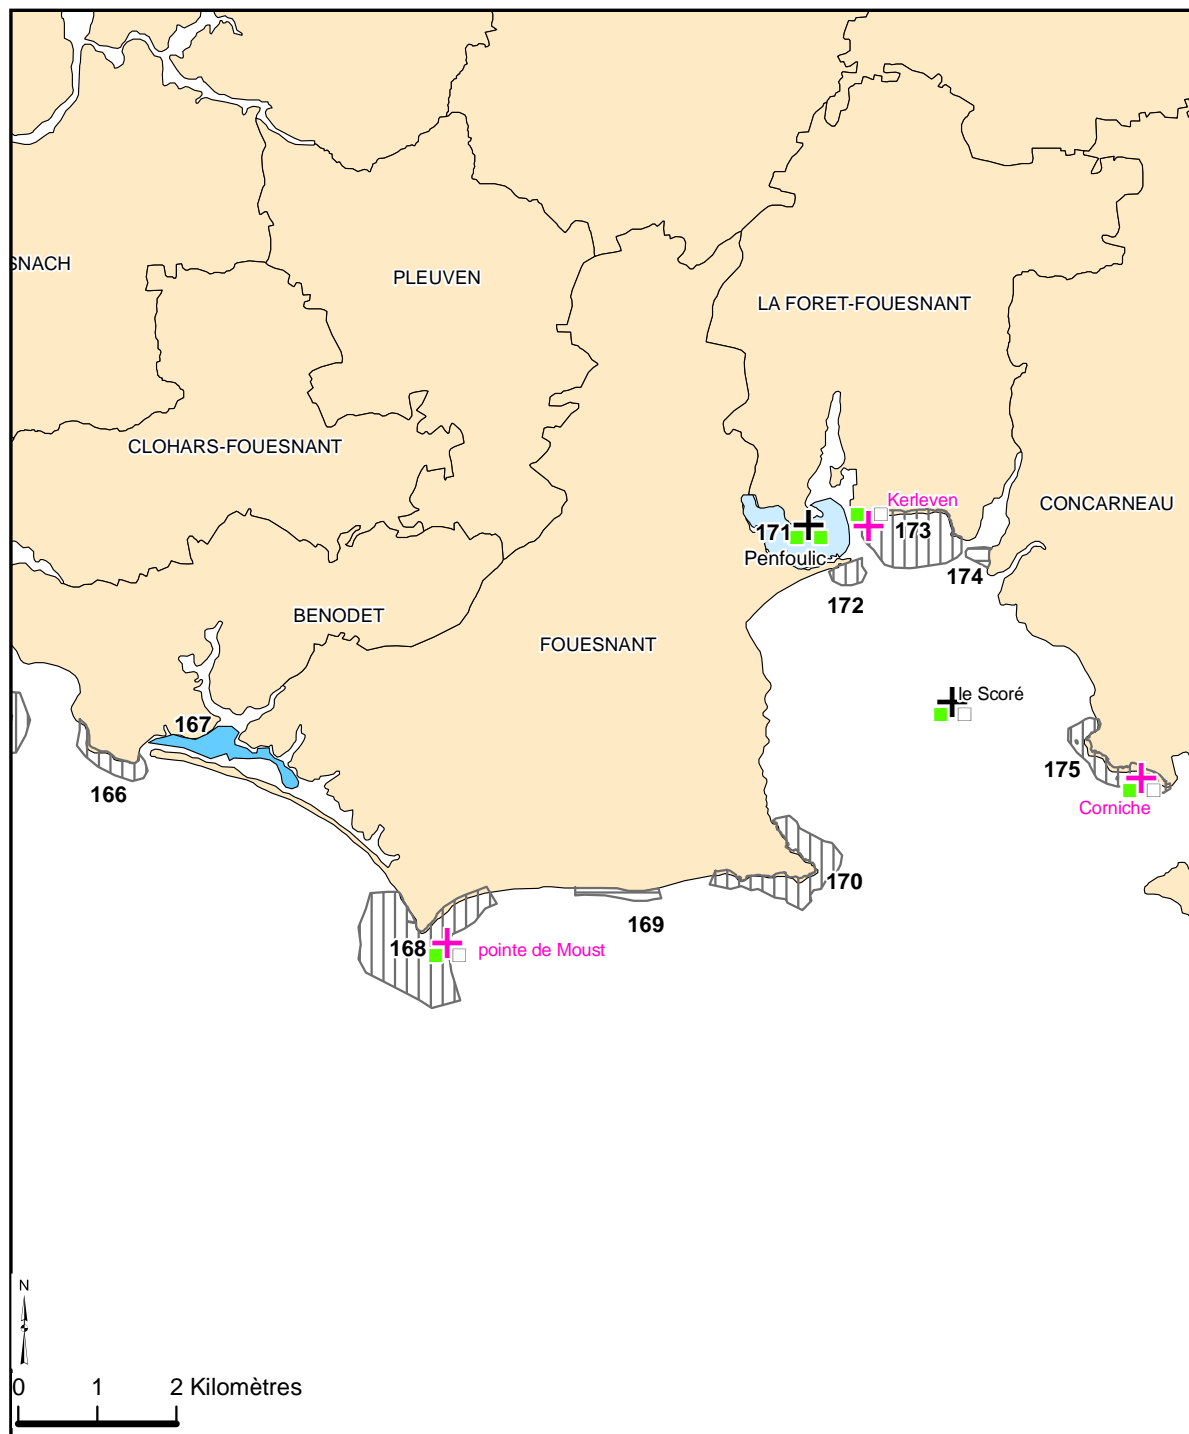 SNACH
PLEUVEN
LA FORET-FOUESNANT
CLOHARS-FOUESNANT
Kerleven
CONCARNEAU
171
173
Penfoulic
174
172
BENODET
FOUESNANT
le Scoré
167
175
166
Corniche
170
169
168
pointe de Moust
N
0 1 2 Kilomètres